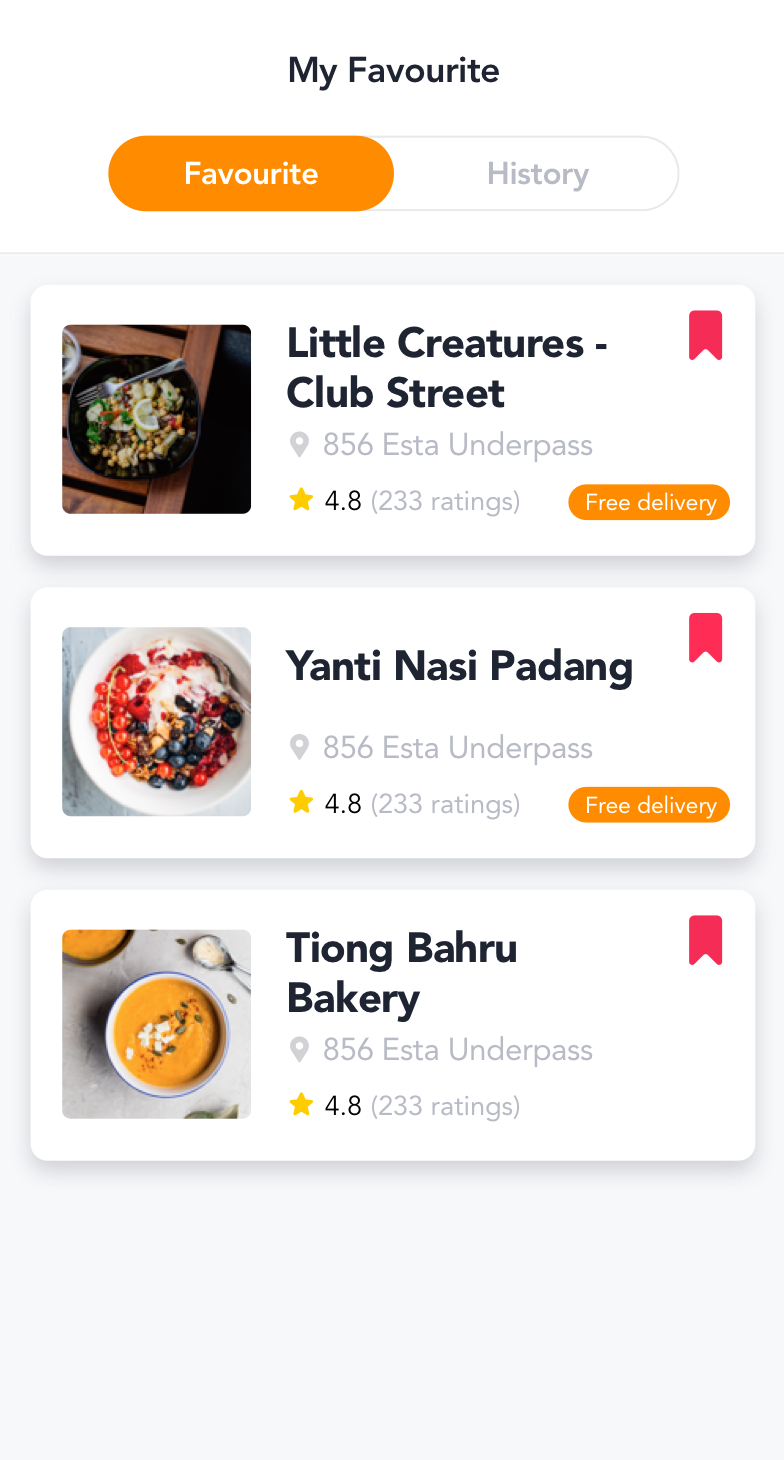 My Favourite
Favourite
History
Little Creatures -
Club Street
856 Esta Underpass
4.8 (233 ratings)
Free delivery
Yanti Nasi Padang
856 Esta Underpass
4.8 (233 ratings)
Free delivery
Tiong Bahru
Bakery
856 Esta Underpass
4.8 (233 ratings)